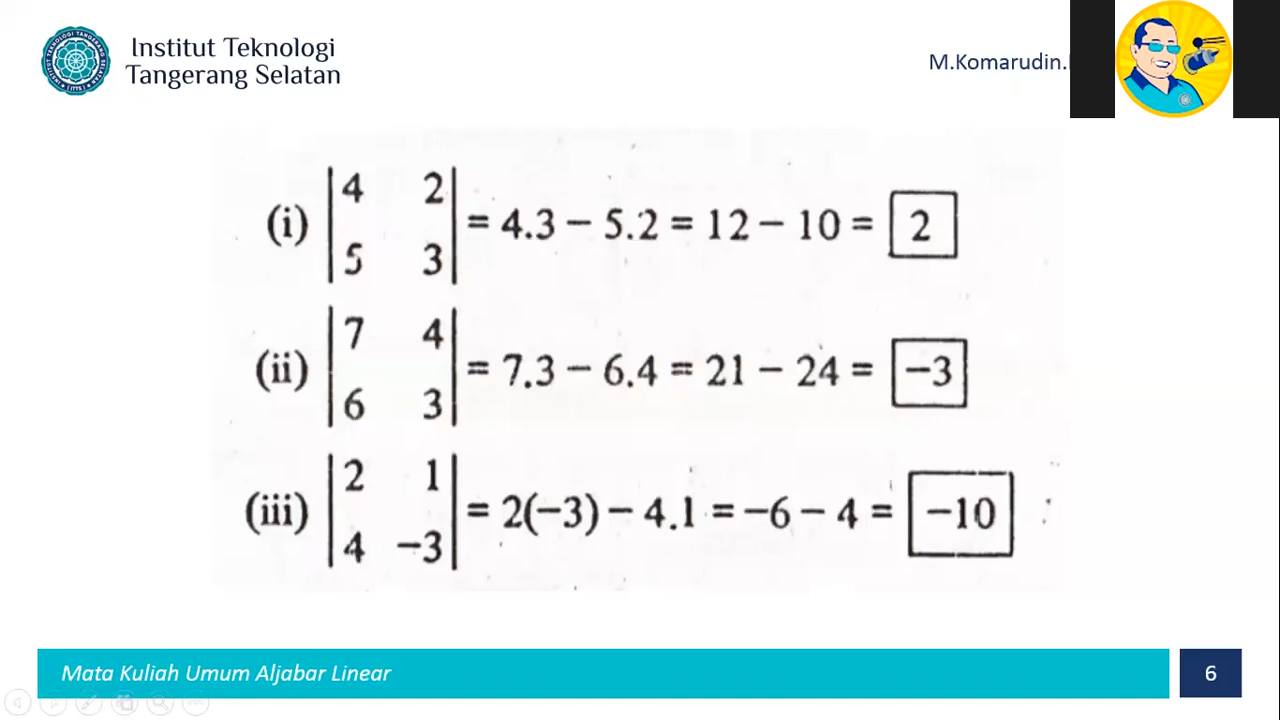 Institut Teknologi
Tangerang Selatan
M.Komarudin.
(i) | 4 2 |
| 5 3 | = 4.3 − 5.2 = 12 − 10 = 2
(ii) | 7 4 |
| 6 3 | = 7.3 − 6.4 = 21 − 24 = −3
(iii) | 2 1 |
| 4 −3 | = 2(−3) − 4.1 = −6 − 4 = −10
Mata Kuliah Umum Aljabar Linear
6